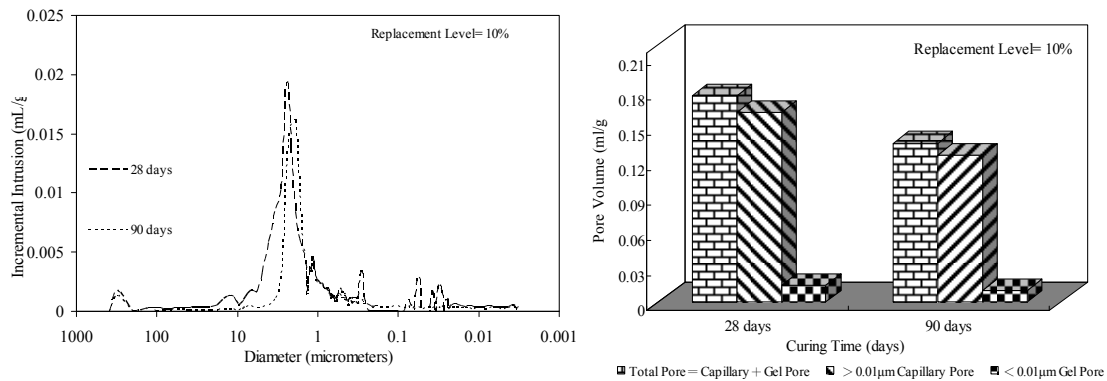 0.025
0.02
0.015
0.01
0.005
0
Incremental Intrusion (mL/g
Replacement Level= 10%
28 days
90 days
1000 100 10 1 0.1 0.01 0.001
Diameter (micrometers)
Replacement Level= 10%
0.21
0.18
0.15
0.12
0.09
0.06
0.03
0
Pore Volume (ml/g)
28 days 90 days
Curing Time (days)
Total Pore = Capillary + Gel Pore > 0.01μm Capillary Pore < 0.01μm Gel Pore